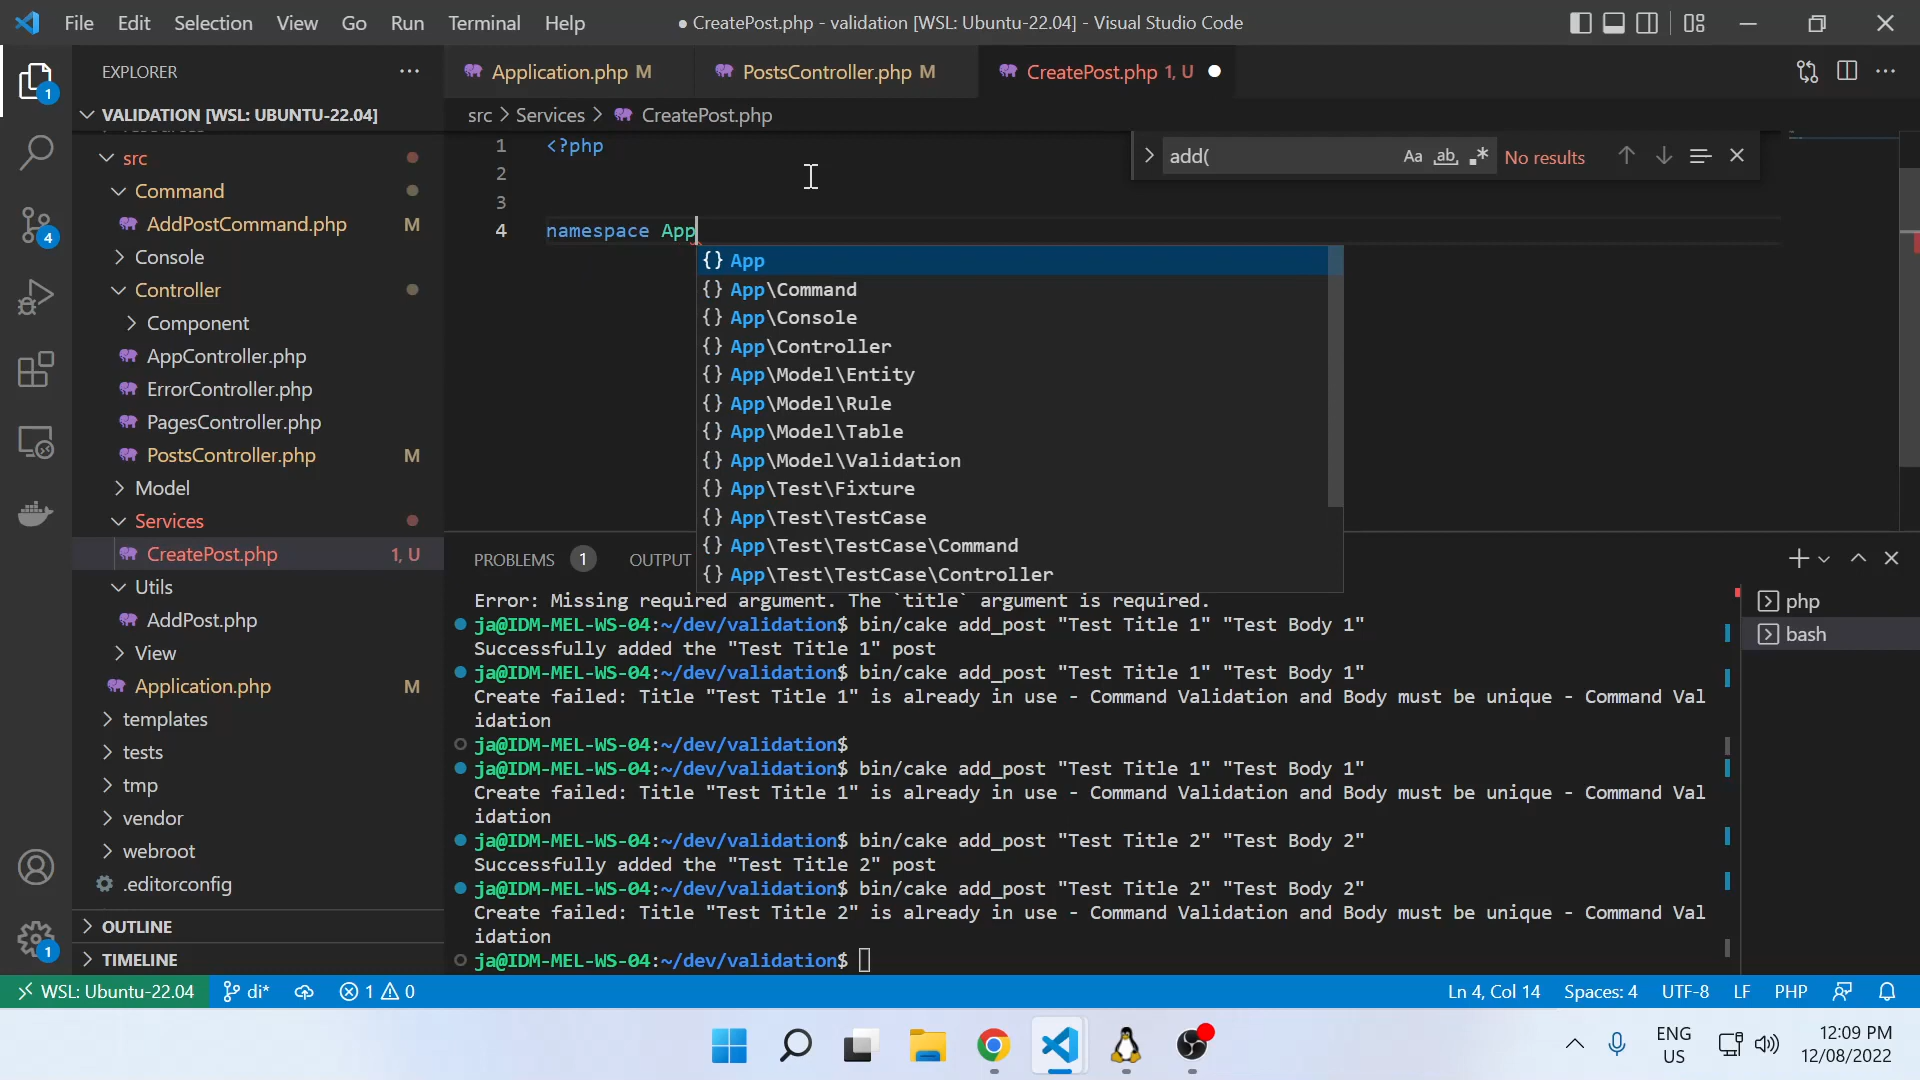 File Edit Selection View Go Run Terminal Help
● CreatePost.php - validation [WSL: Ubuntu-22.04] - Visual Studio Code
EXPLORER
VALIDATION [WSL: UBUNTU-22.04]
src
Command
AddPostCommand.php M
Console
Controller
Component
AppController.php
ErrorController.php
PagesController.php
PostsController.php M
Model
Services
CreatePost.php 1, U
Utils
AddPost.php
View
Application.php M
templates
tests
tmp
vendor
webroot
.editorconfig
OUTLINE
TIMELINE
1
4
1
Application.php M
PostsController.php M
CreatePost.php 1, U
src > Services > CreatePost.php
add(
Aa ab .*
No results
1 <?php
2
3
4 namespace App
{} App
{} App\Command
{} App\Console
{} App\Controller
{} App\Model\Entity
{} App\Model\Rule
{} App\Model\Table
{} App\Model\Validation
{} App\Test\Fixture
{} App\Test\TestCase
{} App\Test\TestCase\Command
{} App\Test\TestCase\Controller
PROBLEMS 1 OUTPUT
Error: Missing required argument. The `title` argument is required.
ja@IDM-MEL-WS-04:~/dev/validation$ bin/cake add_post "Test Title 1" "Test Body 1"
Successfully added the "Test Title 1" post
ja@IDM-MEL-WS-04:~/dev/validation$ bin/cake add_post "Test Title 1" "Test Body 1"
Create failed: Title "Test Title 1" is already in use - Command Validation and Body must be unique - Command Val
idation
ja@IDM-MEL-WS-04:~/dev/validation$
ja@IDM-MEL-WS-04:~/dev/validation$ bin/cake add_post "Test Title 1" "Test Body 1"
Create failed: Title "Test Title 1" is already in use - Command Validation and Body must be unique - Command Val
idation
ja@IDM-MEL-WS-04:~/dev/validation$ bin/cake add_post "Test Title 2" "Test Body 2"
Successfully added the "Test Title 2" post
ja@IDM-MEL-WS-04:~/dev/validation$ bin/cake add_post "Test Title 2" "Test Body 2"
Create failed: Title "Test Title 2" is already in use - Command Validation and Body must be unique - Command Val
idation
ja@IDM-MEL-WS-04:~/dev/validation$
php
bash
WSL: Ubuntu-22.04 di* 1 0
Ln 4, Col 14 Spaces: 4 UTF-8 LF PHP
ENG
US
12:09 PM
12/08/2022